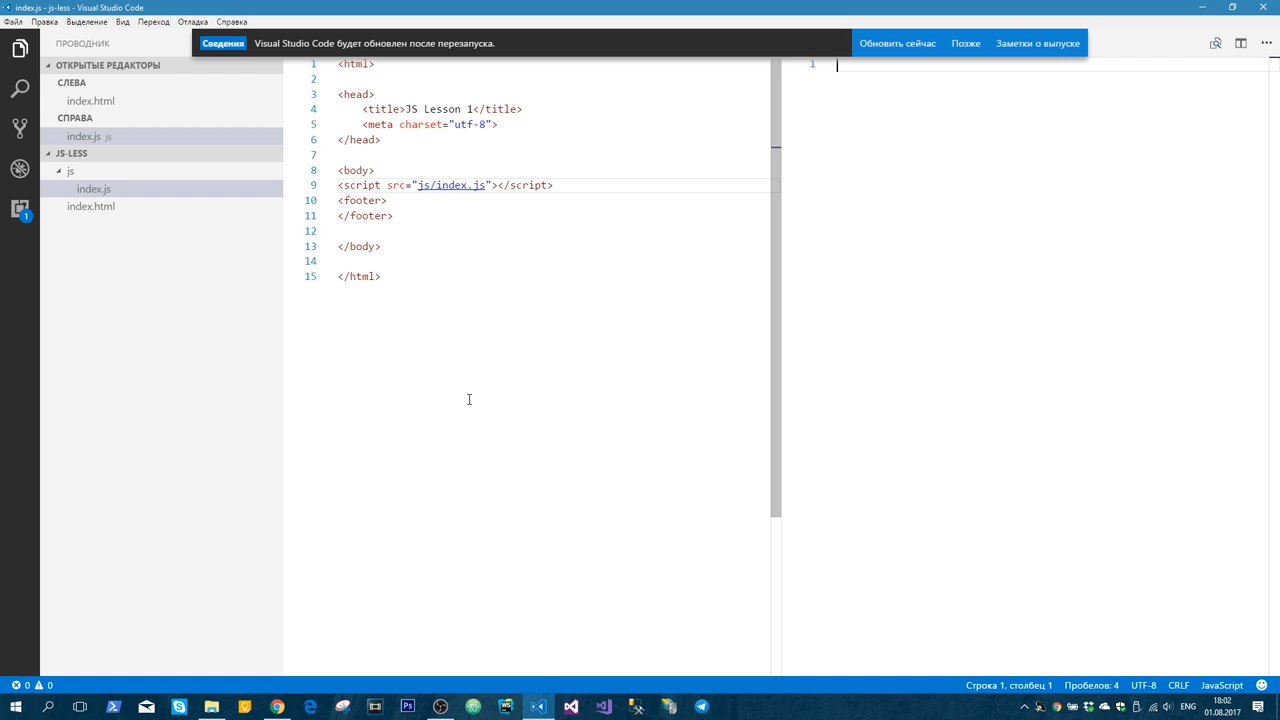 index.js - js-less - Visual Studio Code
Файл Правка Выделение Вид Переход Отладка Справка
ПРОВОДНИК
Сведения Visual Studio Code будет обновлен после перезапуска. Обновить сейчас Позже Заметки о выпуске
ОТКРЫТЫЕ РЕДАКТОРЫ
СЛЕВА
index.html
СПРАВА
index.js js
JS-LESS
js
index.js
index.html
1
1 <html>
2
3 <head>
4 <title>JS Lesson 1</title>
5 <meta charset="utf-8">
6 </head>
7
8 <body>
9 <script src="js/index.js"></script>
10 <footer>
11 </footer>
12
13 </body>
14
15 </html>
1
0 0 Строка 1, столбец 1 Пробелов: 4 UTF-8 CRLF JavaScript
Ps WS ENG 18:02
01.08.2017